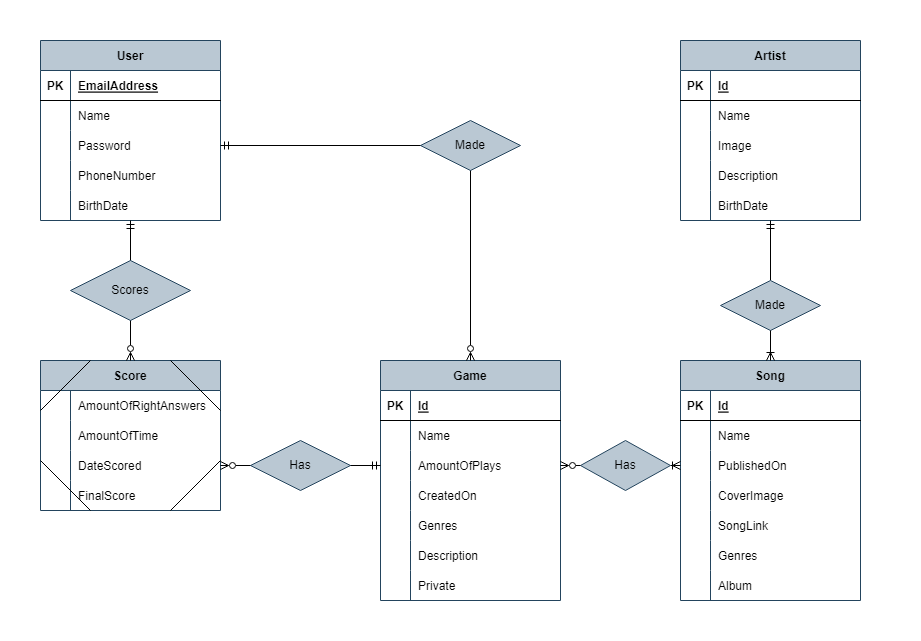 User
PK EmailAddress
Name
Password
PhoneNumber
BirthDate
Made
Artist
PK Id
Name
Image
Description
BirthDate
Scores
Made
Score
AmountOfRightAnswers
AmountOfTime
DateScored
FinalScore
Has
Game
PK Id
Name
AmountOfPlays
CreatedOn
Genres
Description
Private
Has
Song
PK Id
Name
PublishedOn
CoverImage
SongLink
Genres
Album